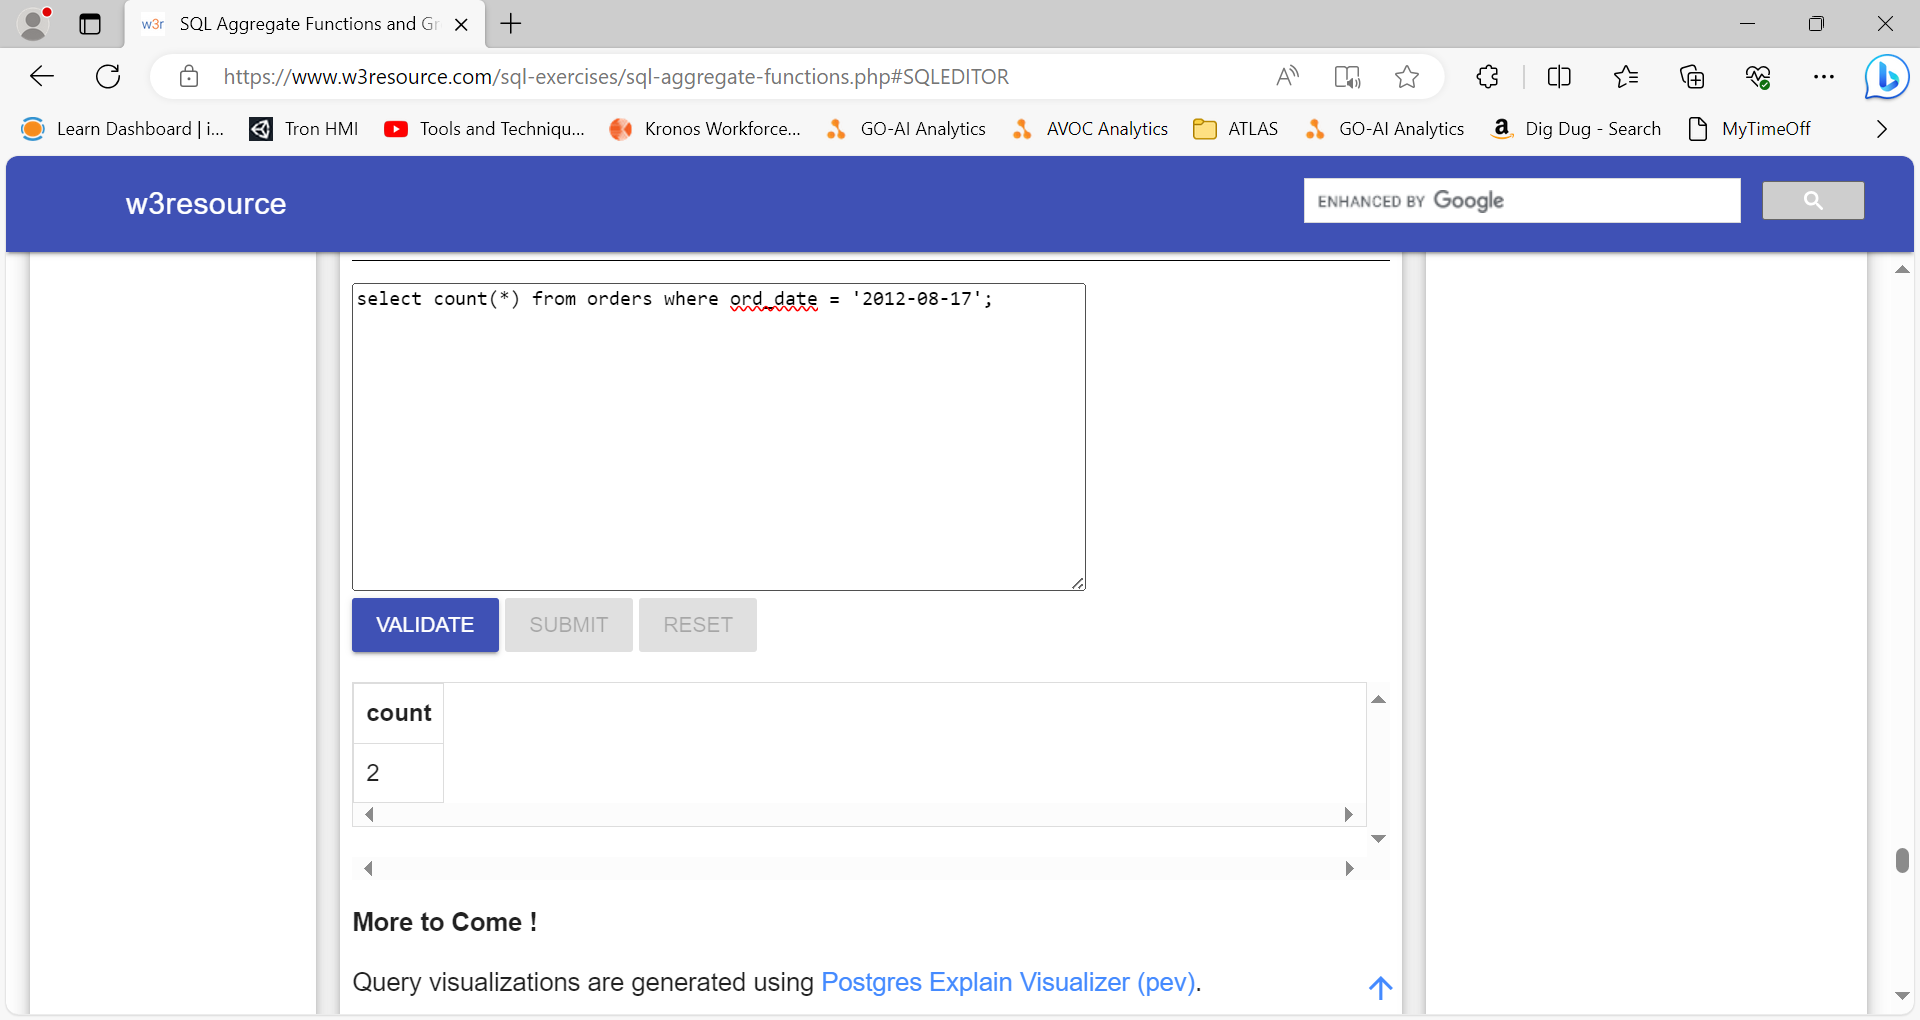 w3r SQL Aggregate Functions and Gr
https://www.w3resource.com/sql-exercises/sql-aggregate-functions.php#SQLEDITOR
Learn Dashboard | i... Tron HMI Tools and Techniqu... Kronos Workforce... GO-AI Analytics AVOC Analytics ATLAS GO-AI Analytics Dig Dug - Search MyTimeOff
w3resource ENHANCED BY Google
select count(*) from orders where ord_date = '2012-08-17';
VALIDATE SUBMIT RESET
count
2
More to Come !
Query visualizations are generated using Postgres Explain Visualizer (pev).